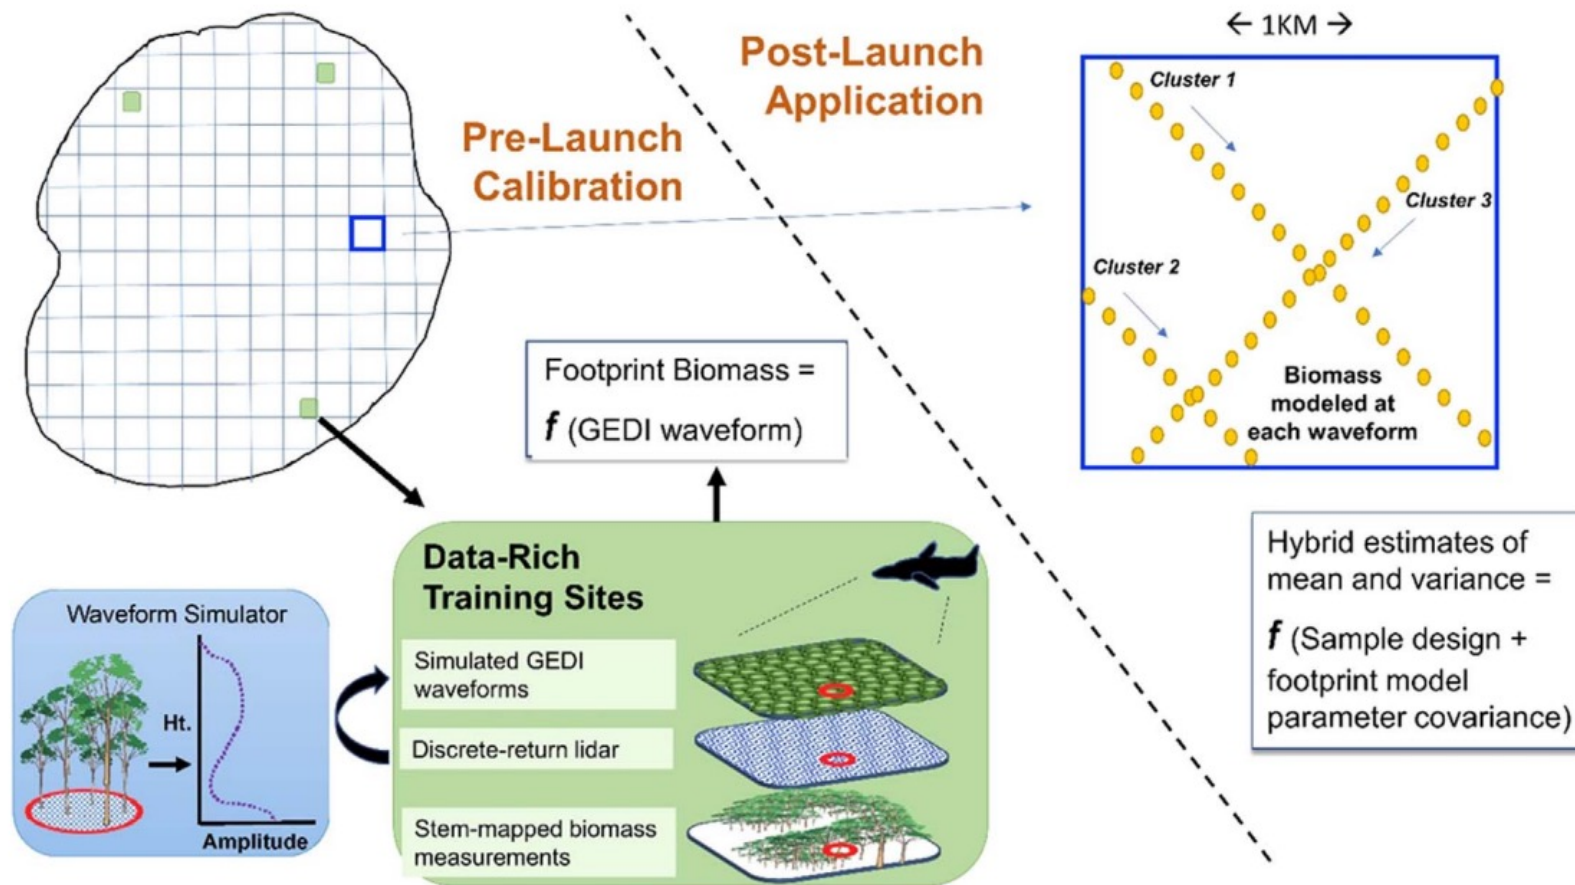 Pre-Launch
Calibration
Post-Launch
Application
← 1KM →
Cluster 1
Cluster 3
Cluster 2
Biomass
modeled at
each waveform
Footprint Biomass =
f (GEDI waveform)
Hybrid estimates of
mean and variance =
f (Sample design +
footprint model
parameter covariance)
Data-Rich
Training Sites
Simulated GEDI
waveforms
Discrete-return lidar
Stem-mapped biomass
measurements
Waveform Simulator
Ht.
Amplitude